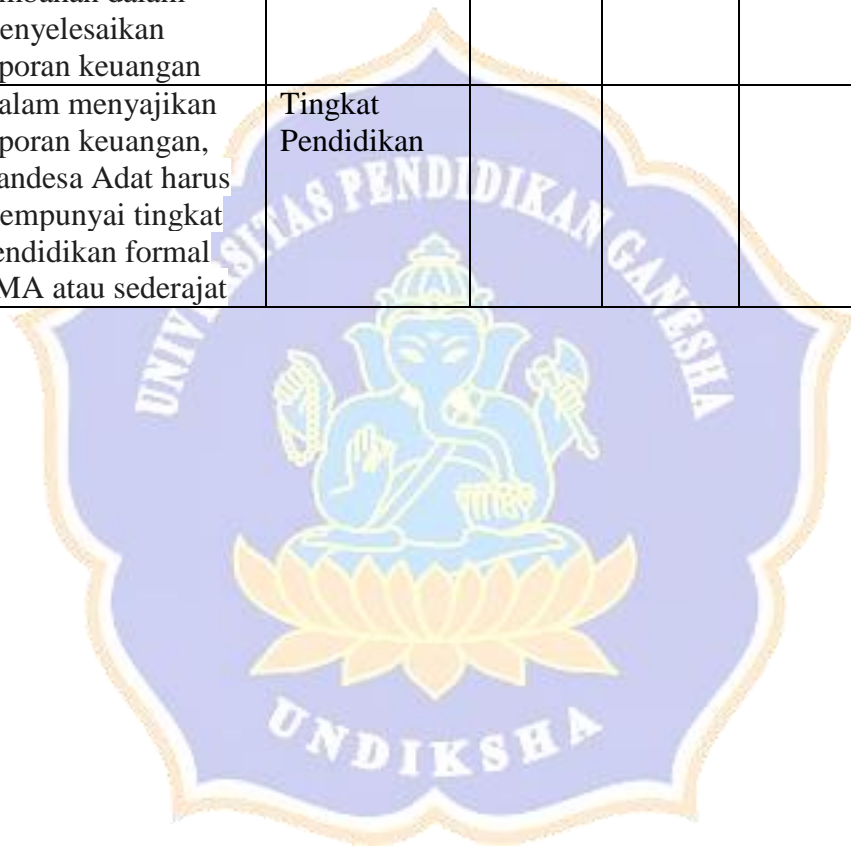 mbahan dalam
enyelesaikan
poran keuangan
alam menyajikan
poran keuangan,
andesa Adat harus
empunyai tingkat
endidikan formal
MA atau sederajat
Tingkat
Pendidikan
UNIVERSITAS PENDIDIKAN GANESHA
UNDIKSHA